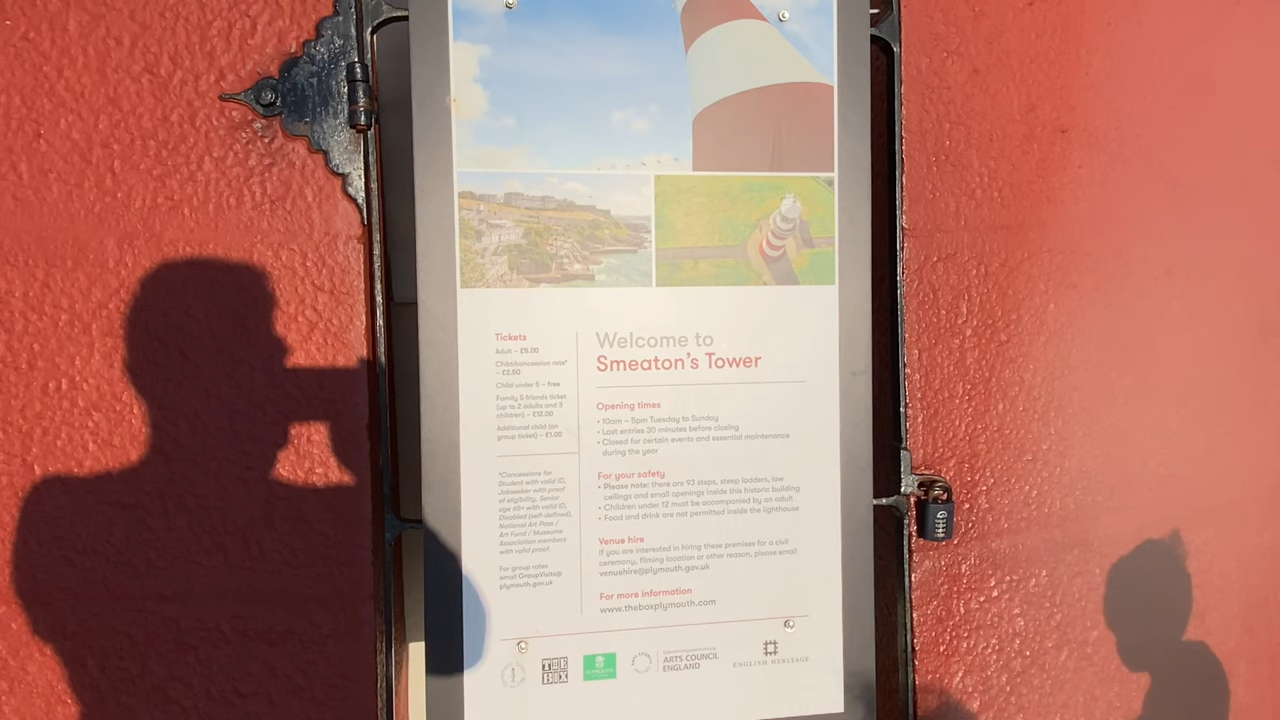 Tickets
Adult – £5.00
Child/concession rate*
– £2.50
Child under 5 – free
Family & friends ticket
(up to 2 adults and 3
children) – £12.00
Additional child (on
group ticket) – £1.00
*Concessions for
Student with valid ID,
Jobseeker with proof
of eligibility, Senior
age 65+ with valid ID,
Disabled (self-defined),
National Art Pass /
Art Fund / Museums
Association members
with valid proof.
For group rates
email GroupVisits@
plymouth.gov.uk
Welcome to
Smeaton's Tower
Opening times
• 10am – 5pm Tuesday to Sunday
• Last entries 30 minutes before closing
• Closed for certain events and essential maintenance
during the year
For your safety
• Please note: there are 93 steps, steep ladders, low
ceilings and small openings inside this historic building
• Children under 12 must be accompanied by an adult
• Food and drink are not permitted inside the lighthouse
Venue hire
If you are interested in hiring these premises for a civil
ceremony, filming location or other reason, please email
venuehire@plymouth.gov.uk
For more information
www.theboxplymouth.com
THE
BOX
PLYMOUTH
ARTS COUNCIL
ENGLAND
ENGLISH HERITAGE